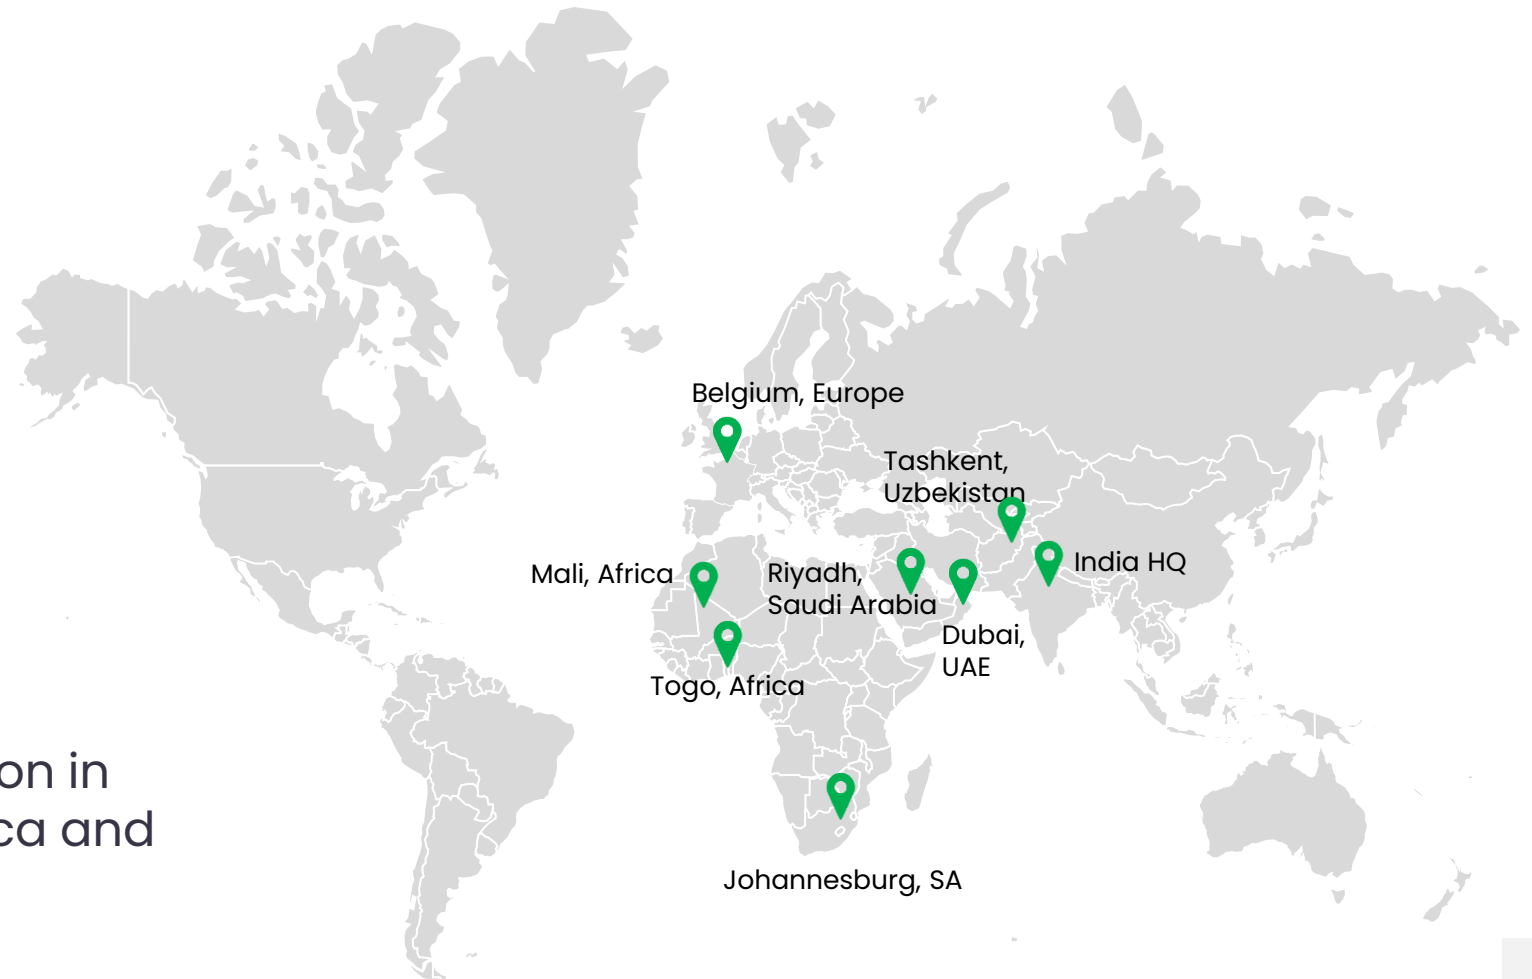 Belgium, Europe
Tashkent,
Uzbekistan
India HQ
Mali, Africa
Riyadh,
Saudi Arabia
Dubai,
UAE
Togo, Africa
on in
ca and
Johannesburg, SA